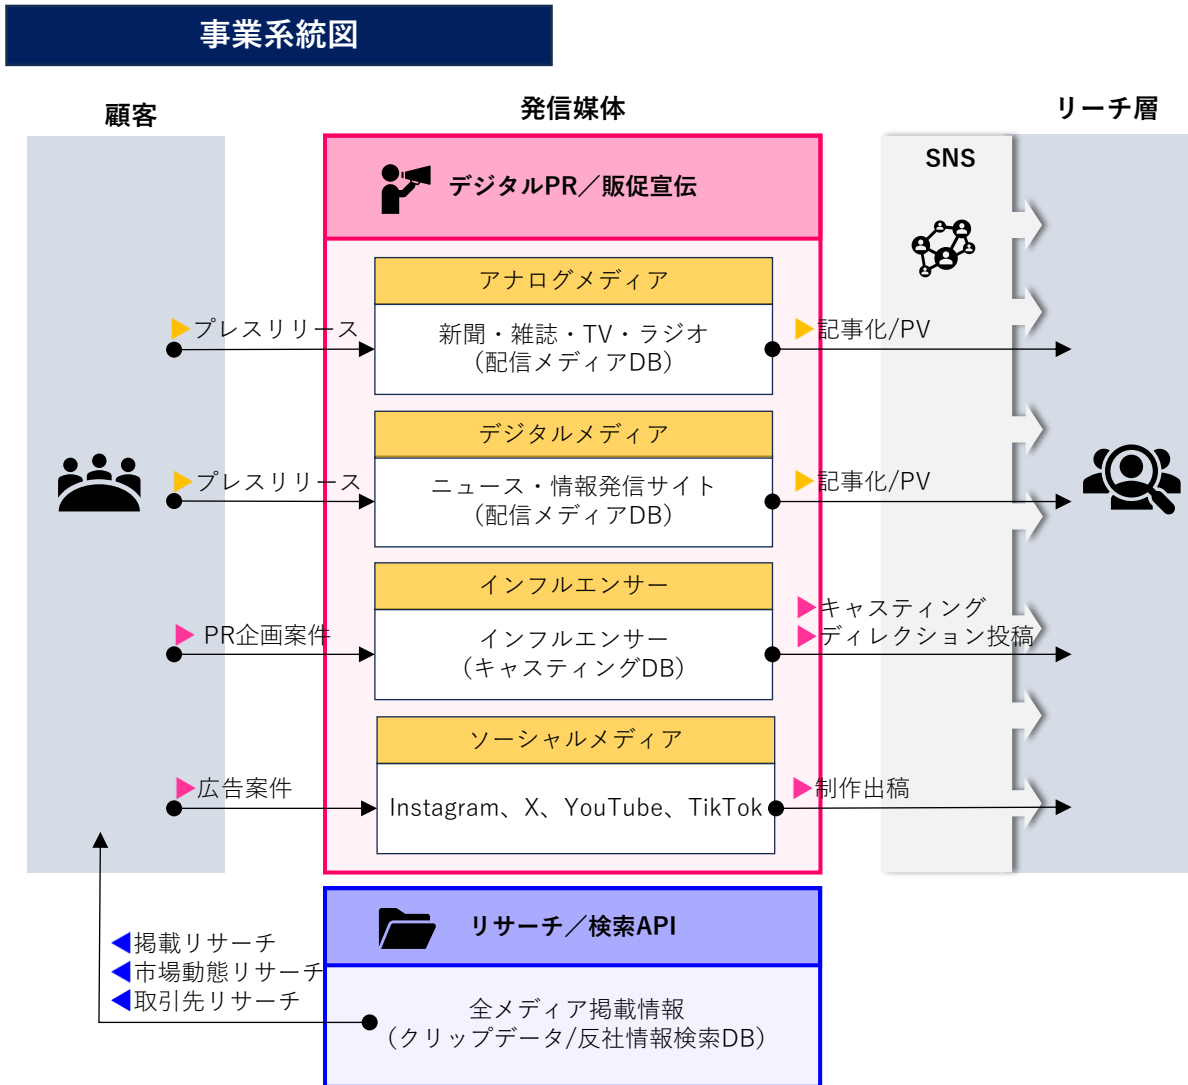 事業系統図
顧客
発信媒体
リーチ層
デジタルPR／販促宣伝
SNS
アナログメディア
▶プレスリリース
新聞・雑誌・TV・ラジオ
（配信メディアDB）
▶記事化/PV
デジタルメディア
▶プレスリリース
ニュース・情報発信サイト
（配信メディアDB）
▶記事化/PV
インフルエンサー
▶PR企画案件
インフルエンサー
（キャスティングDB）
▶キャスティング
▶ディレクション投稿
ソーシャルメディア
▶広告案件
Instagram、X、YouTube、TikTok
▶制作出稿
リサーチ／検索API
◀掲載リサーチ
◀市場動態リサーチ
◀取引先リサーチ
全メディア掲載情報
（クリップデータ/反社情報検索DB）